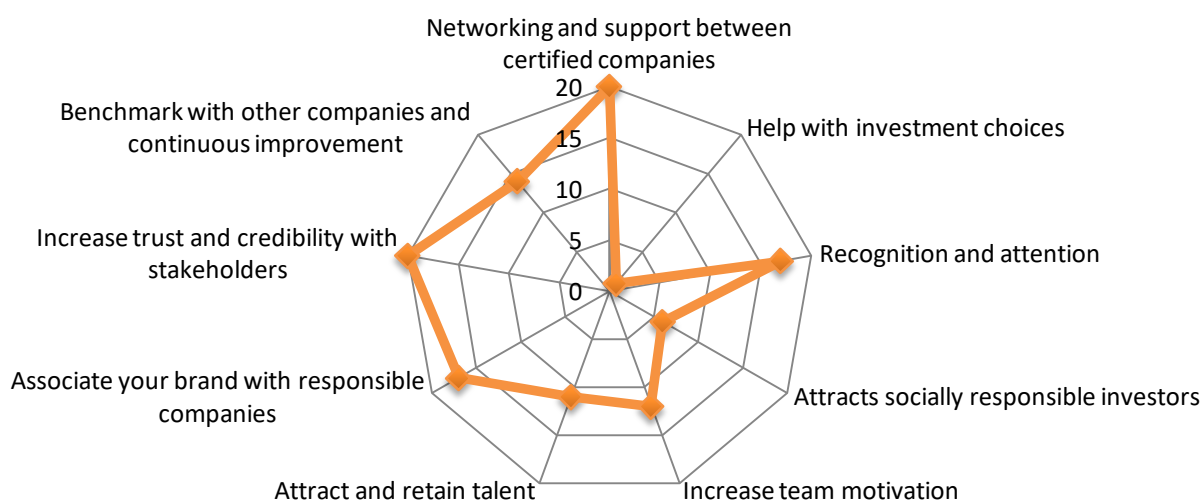 Networking and support between
certified companies
20
Benchmark with other companies and
continuous improvement
15
Help with investment choices
10
Increase trust and credibility with
stakeholders
5
Recognition and attention
0
Associate your brand with responsible
companies
Attracts socially responsible investors
Attract and retain talent
Increase team motivation